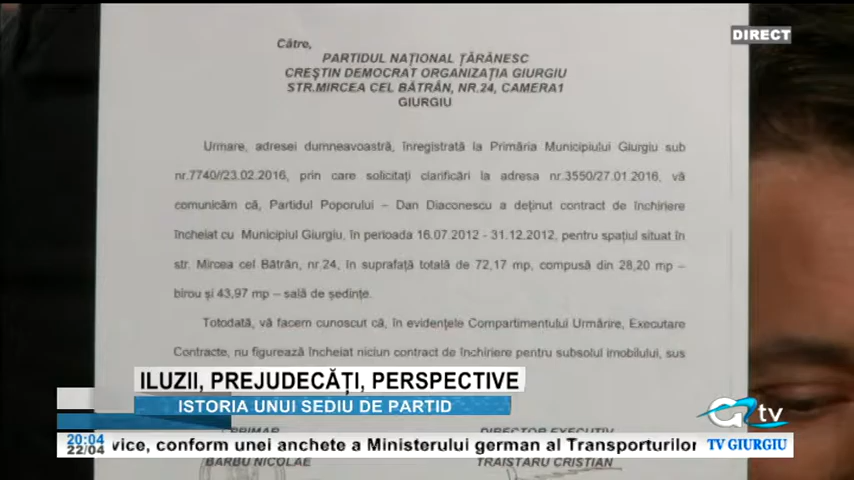 DIRECT
Către,
PARTIDUL NAȚIONAL ȚĂRĂNESC
CREȘTIN DEMOCRAT ORGANIZAȚIA GIURGIU
STR.MIRCEA CEL BĂTRÂN, NR.24, CAMERA1
GIURGIU
Urmare, adresei dumneavoastră, înregistrată la Primăria Municipiului Giurgiu sub
nr.7740//23.02.2016, prin care solicitați clarificări la adresa nr.3550/27.01.2016, vă
comunicăm că, Partidul Poporului – Dan Diaconescu a deținut contract de închiriere
încheiat cu Municipiul Giurgiu, în perioada 16.07.2012 - 31.12.2012, pentru spațiul situat în
str. Mircea cel Bătrân, nr.24, în suprafață totală de 72,17 mp, compusă din 28,20 mp –
birou și 43,97 mp – sală de ședințe.
Totodată, vă facem cunoscut că, în evidențele Compartimentului Urmărire, Executare
Contracte, nu figurează încheiat niciun contract de închiriere pentru subsolul imobilului, sus
ILUZII, PREJUDECĂȚI, PERSPECTIVE
ISTORIA UNUI SEDIU DE PARTID
G tv
PRIMAR
DIRECTOR EXECUTIV
20:04
vice, conform unei anchete a Ministerului german al Transporturilor
TV GIURGIU
22/04
BARBU NICOLAE
TRAISTARU CRISTIAN